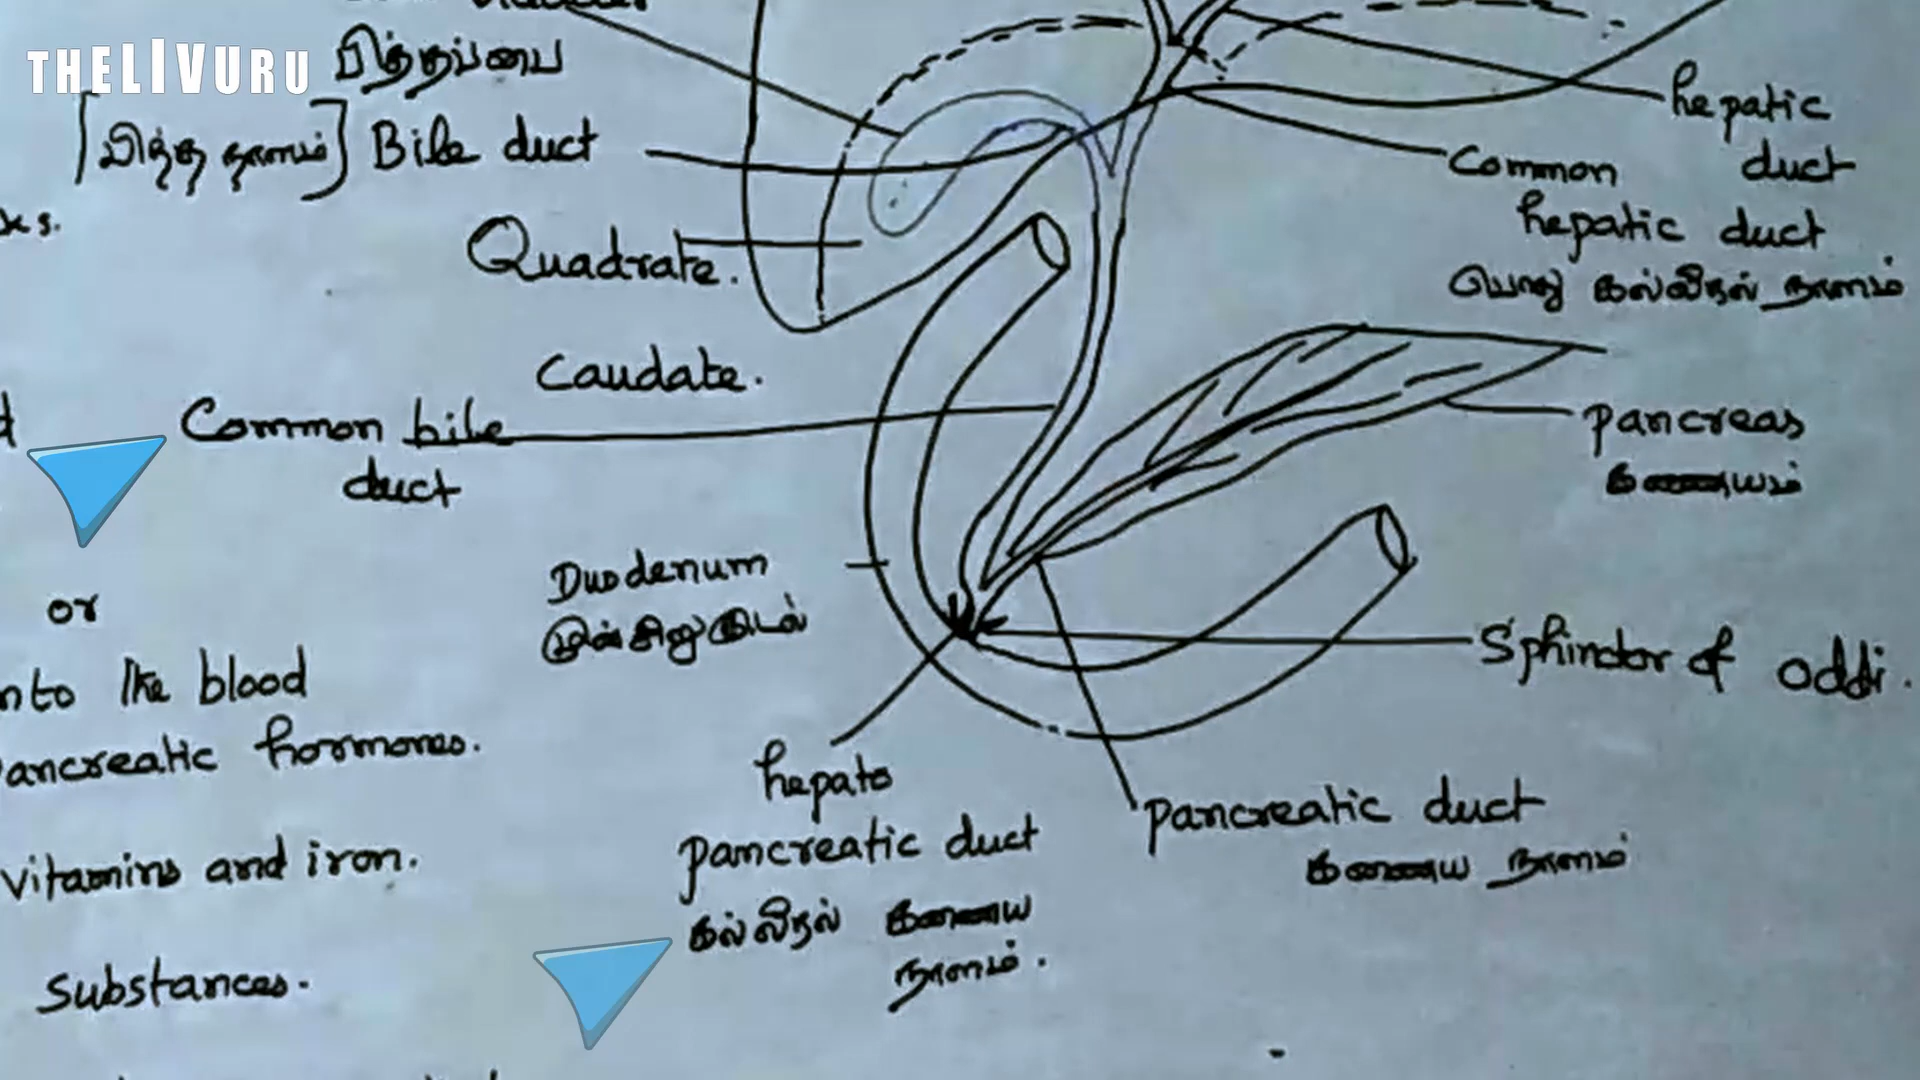 THELIVURU
பித்தப்பை
[பித்த நாளம்] Bile duct
hepatic
duct
Common
hepatic duct
பொது கல்லீரல் நாளம்
Quadrate.
Caudate.
Common bile
duct
pancreas
கணையம்
or
Duodenum
முன்சிறுகுடல்
Sphinctor of Oddi.
nto the blood
ancreatic hormones.
hepato
pancreatic duct
கல்லீரல் கணைய
நாளம்.
pancreatic duct
கணைய நாளம்
vitamins and iron.
substances.